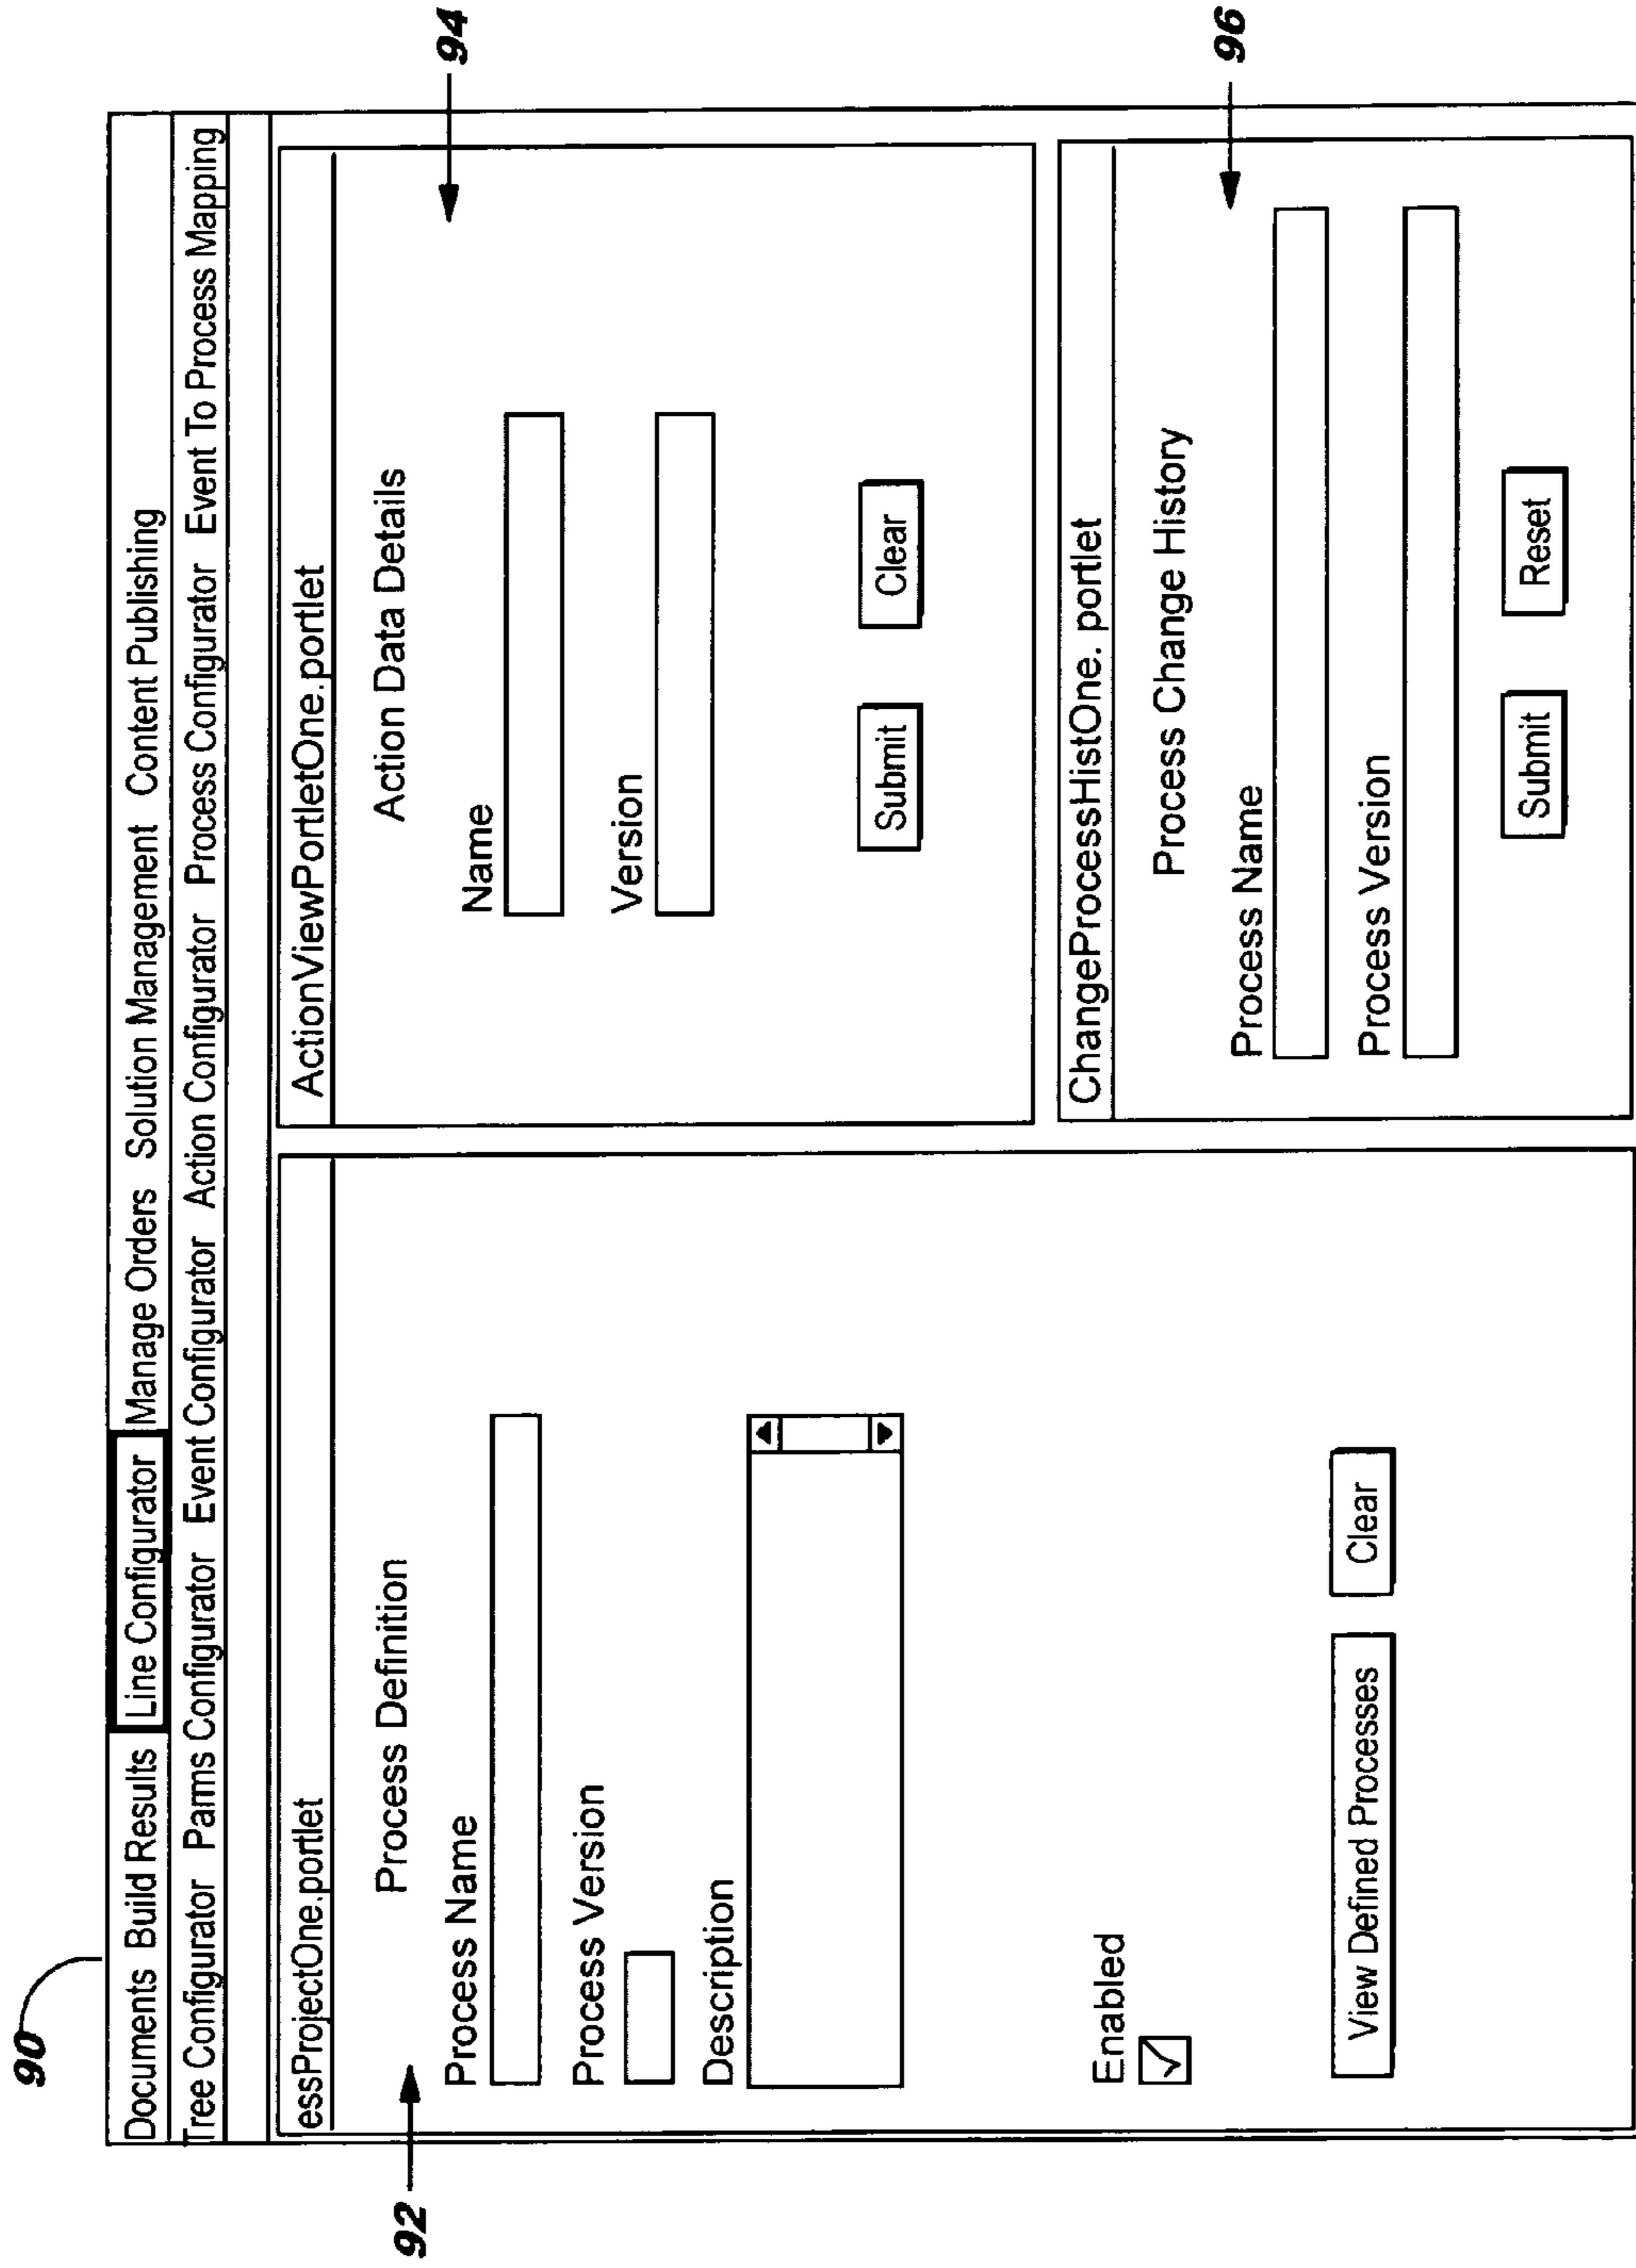 90
Documents Build Results Line Configurator Manage Orders Solution Management Content Publishing
Tree Configurator Params Configurator Event Configurator Action Configurator Process Configurator Event To Process Mapping
essProjectOne.portlet
92
Process Definition
Process Name
Process Version
Description
Enabled
View Defined Processes
Clear
ActionViewPortletOne.portlet
94
Action Data Details
Name
Version
Submit
Clear
ChangeProcessHistOne. portlet
96
Process Change History
Process Name
Process Version
Submit
Reset